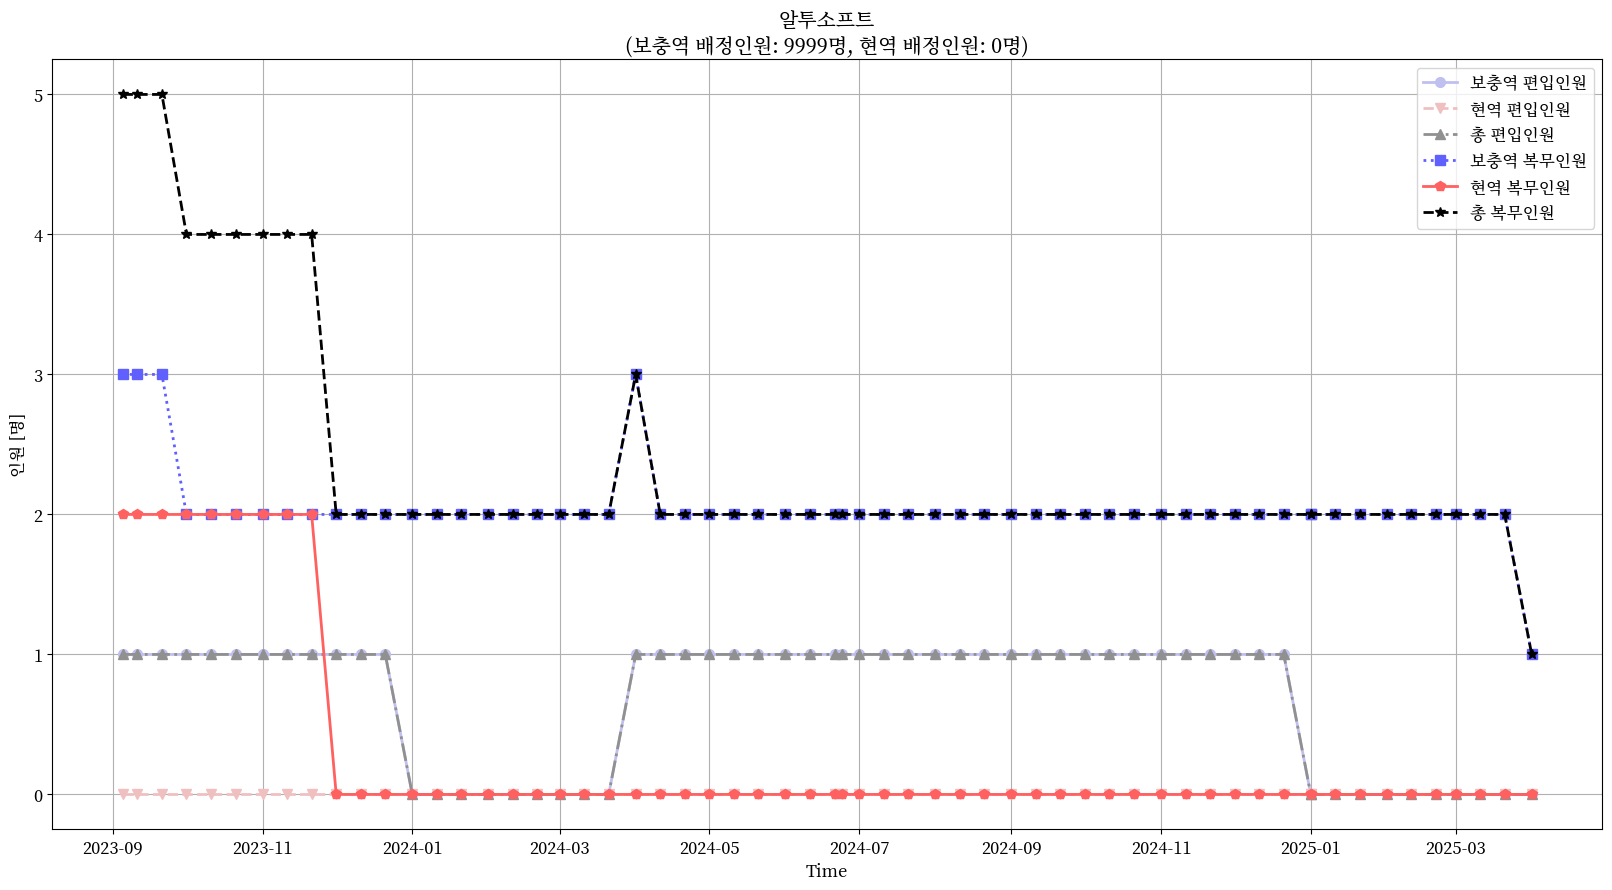 알투소프트
(보충역 배정인원: 9999명, 현역 배정인원: 0명)
보충역 편입인원
현역 편입인원
총 편입인원
보충역 복무인원
현역 복무인원
총 복무인원
인원 [명]
5
4
3
2
1
0
2023-09
2023-11
2024-01
2024-03
2024-05
2024-07
2024-09
2024-11
2025-01
2025-03
Time